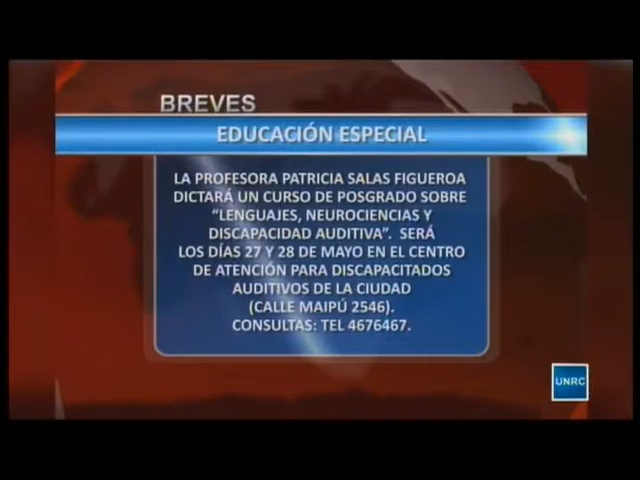 BREVES
EDUCACIÓN ESPECIAL
LA PROFESORA PATRICIA SALAS FIGUEROA
DICTARÁ UN CURSO DE POSGRADO SOBRE
“LENGUAJES, NEUROCIENCIAS Y
DISCAPACIDAD AUDITIVA”. SERÁ
LOS DÍAS 27 Y 28 DE MAYO EN EL CENTRO
DE ATENCIÓN PARA DISCAPACITADOS
AUDITIVOS DE LA CIUDAD
(CALLE MAIPÚ 2546).
CONSULTAS: TEL 4676467.
UNRC